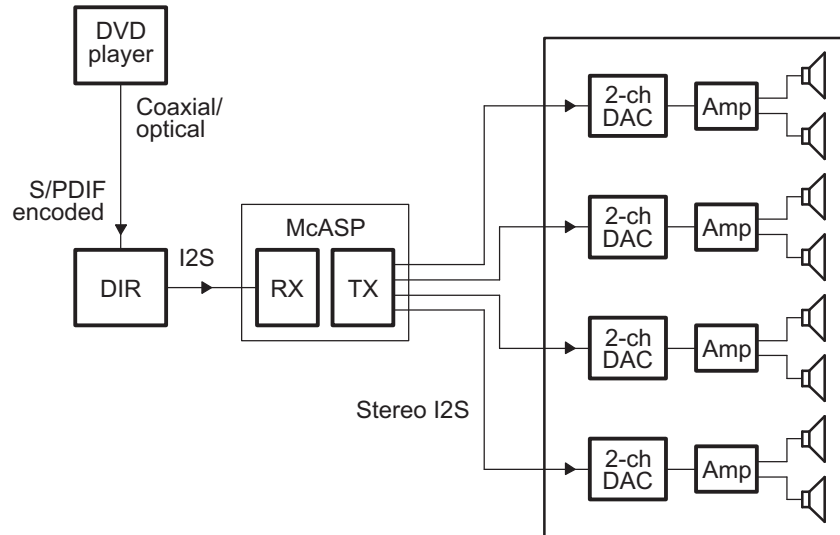 DVD
player
Coaxial/
optical
S/PDIF
encoded
DIR
I2S
McASP
RX
TX
Stereo I2S
2-ch
DAC
Amp
2-ch
DAC
Amp
2-ch
DAC
Amp
2-ch
DAC
Amp